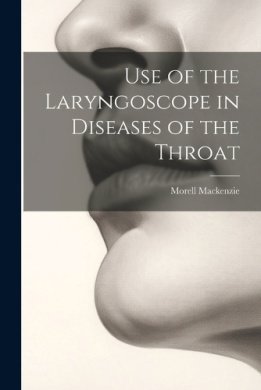 Use of the
Laryngoscope in
Diseases of the
Throat
Morell Mackenzie